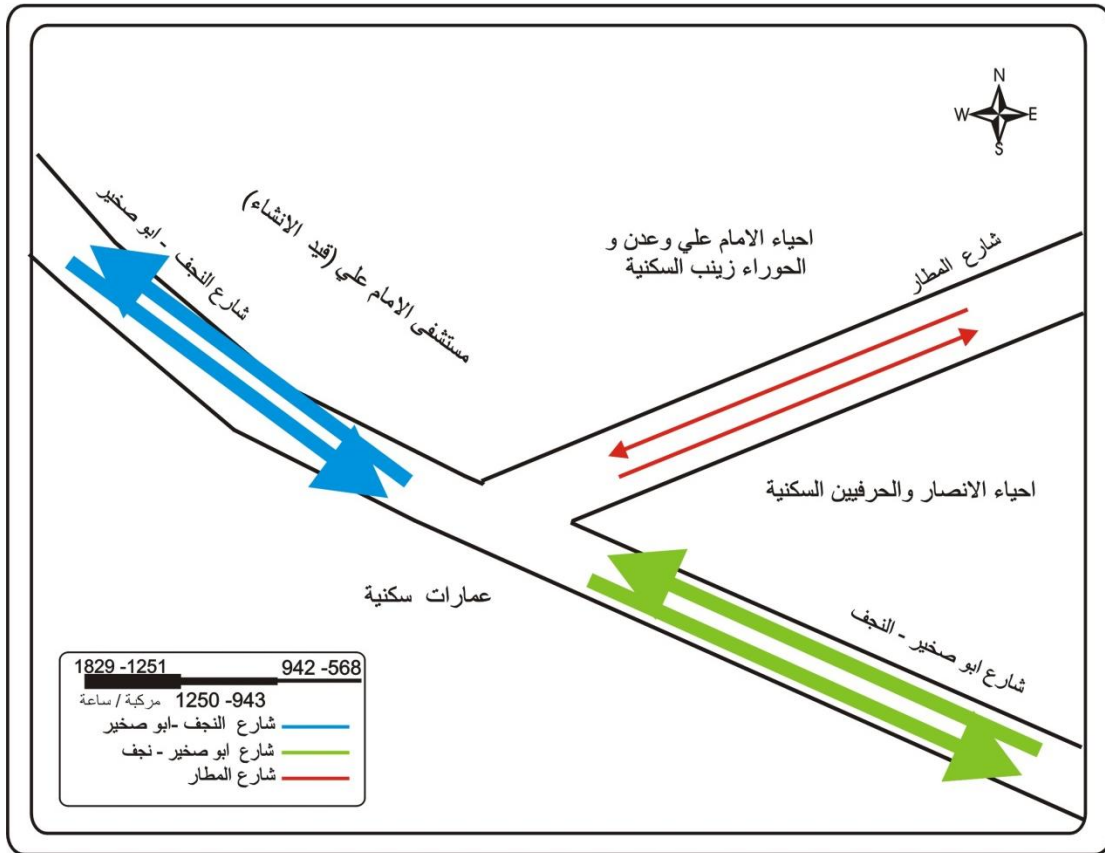 N
W E
S
شارع النجف - ابو صخير
مستشفى الامام علي (قيد الانشاء)
احياء الامام علي وعدن و
الحوراء زينب السكنية
شارع المطار
احياء الانصار والحرفيين السكنية
عمارات سكنية
شارع ابو صخير - النجف
1829 -1251 942 -568
1250 -943 مركبة / ساعة
شارع النجف -ابو صخير
شارع ابو صخير - نجف
شارع المطار